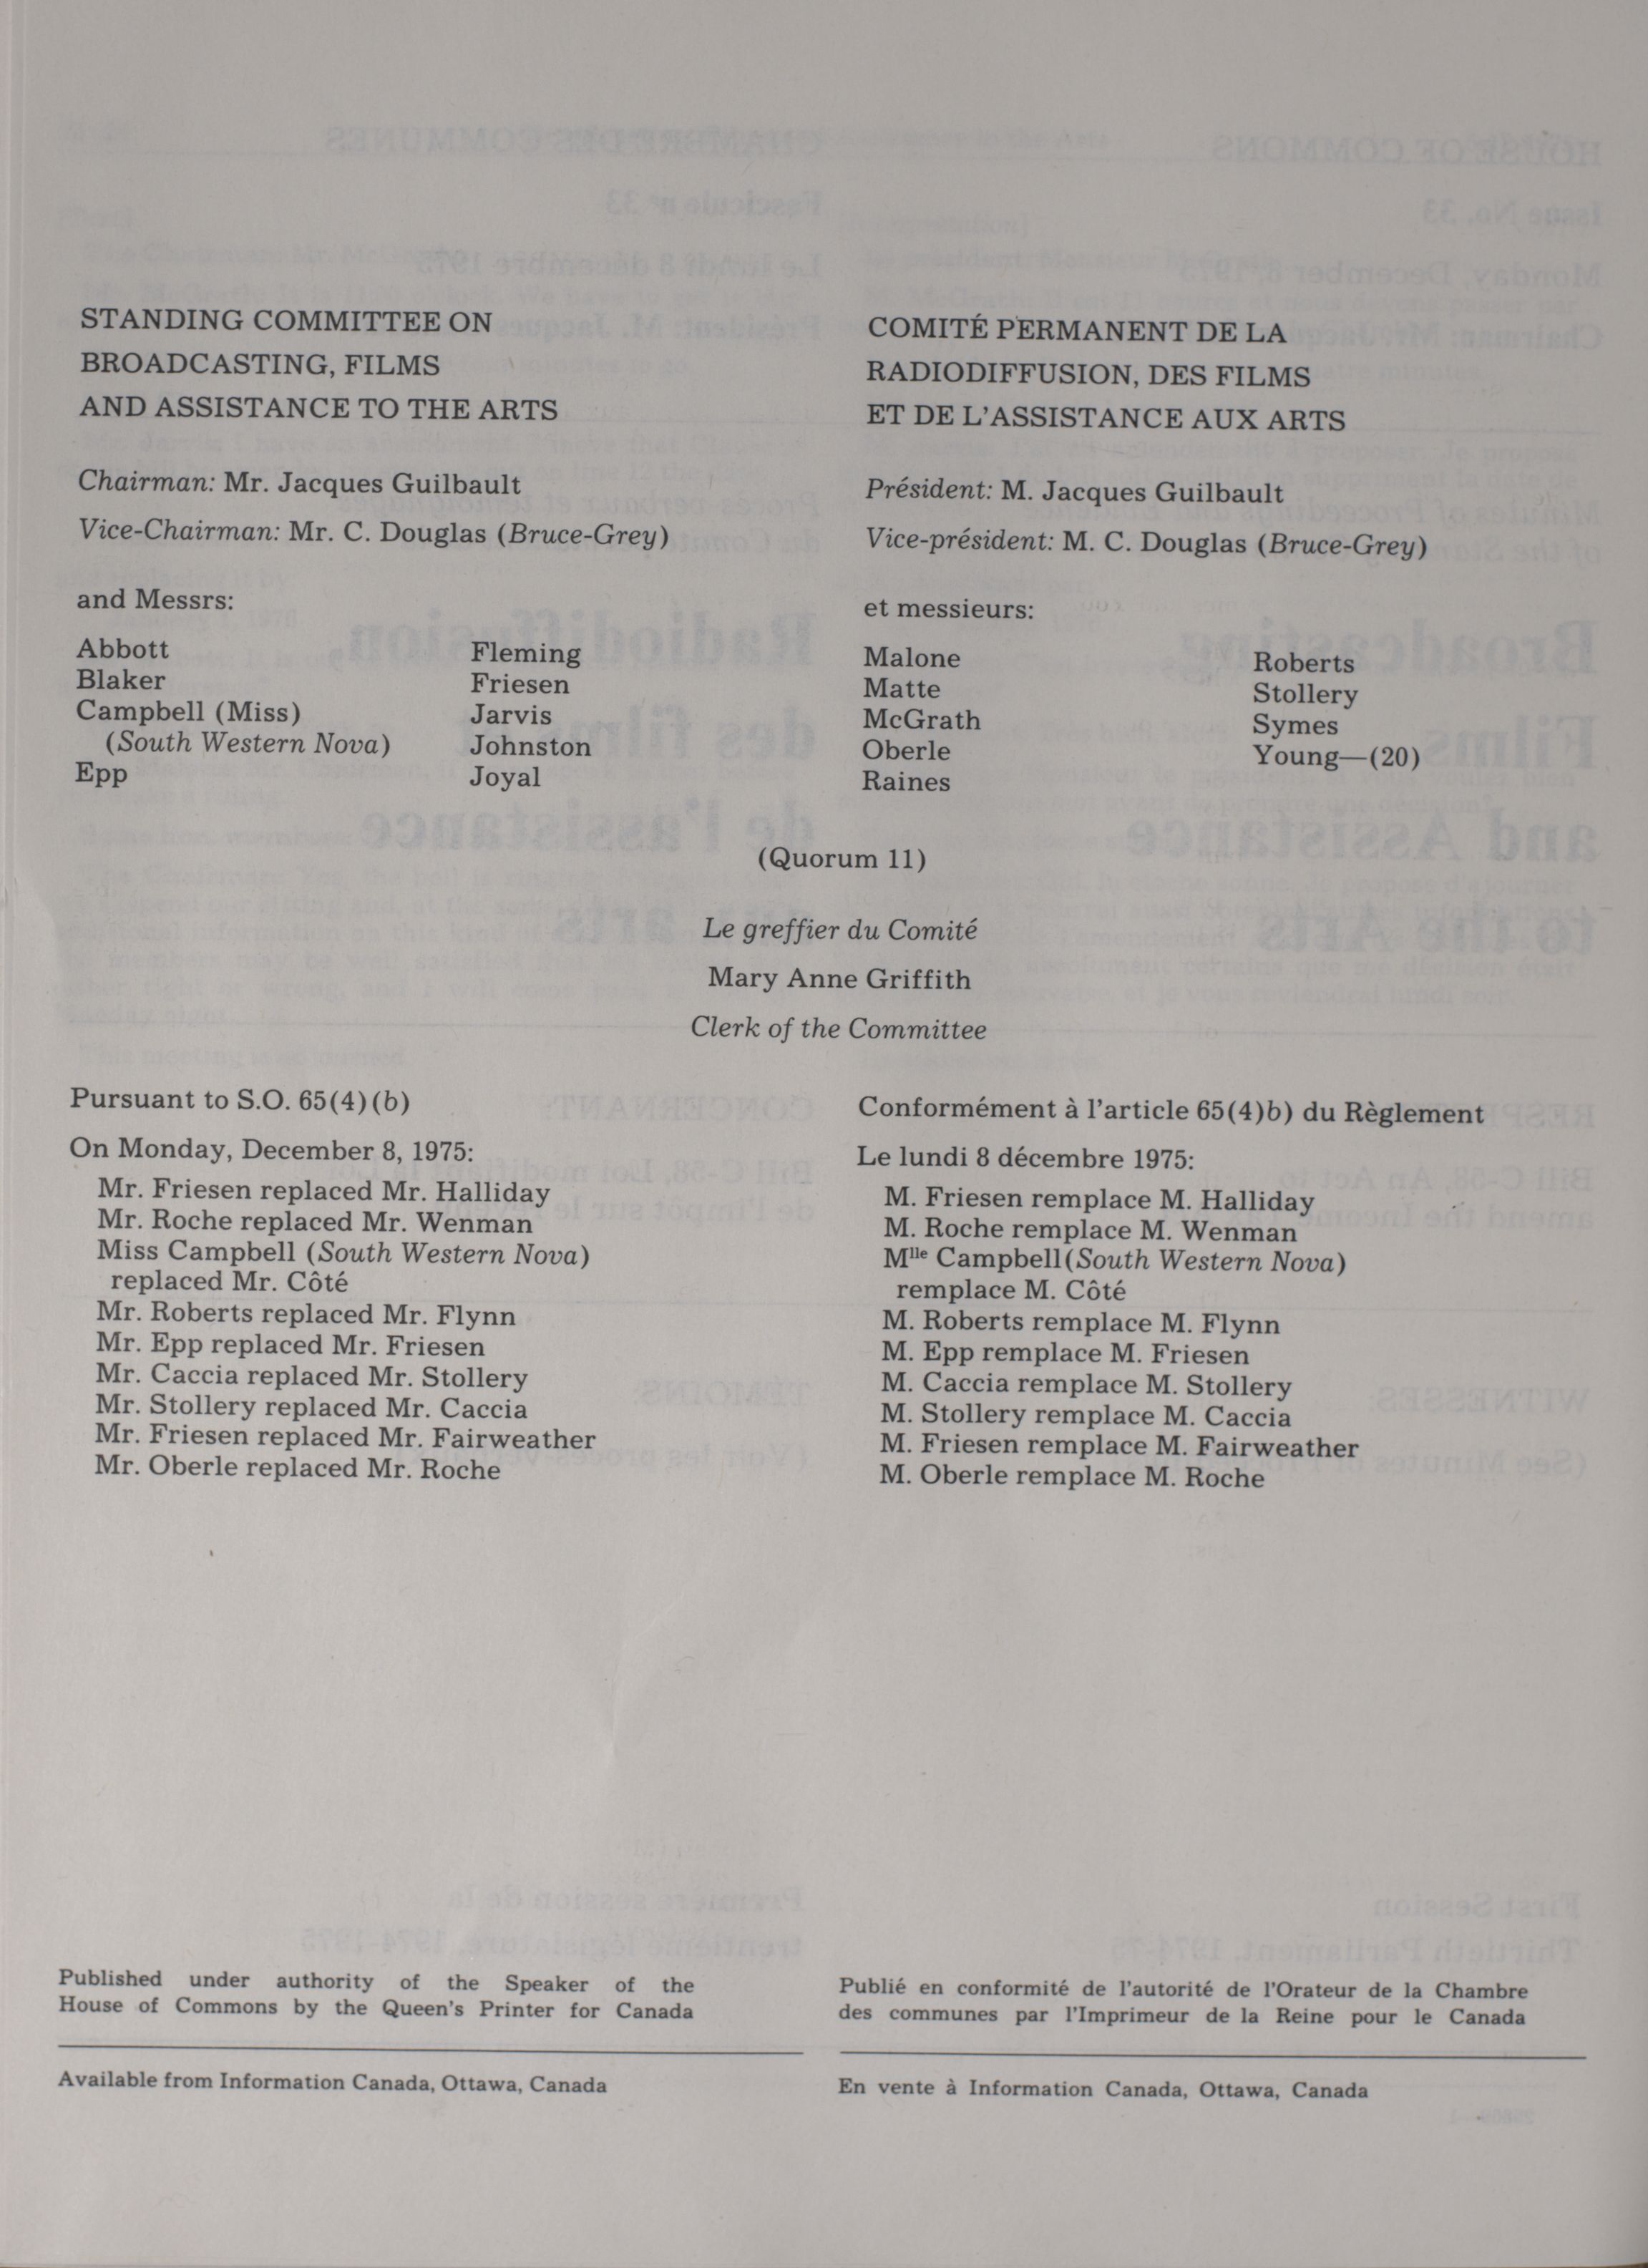 STANDING COMMITTEE ON
BROADCASTING, FILMS
AND ASSISTANCE TO THE ARTS
Chairman: Mr. Jacques Guilbault
Vice-Chairman: Mr. C. Douglas (Bruce-Grey)
and Messrs:
Abbott
Blaker
Campbell (Miss)
(South Western Nova)
Epp
Fleming
Friesen
Jarvis
Johnston
Joyal
COMITÉ PERMANENT DE LA
RADIODIFFUSION, DES FILMS
ET DE L'ASSISTANCE AUX ARTS
Président: M. Jacques Guilbault
Vice-président: M. C. Douglas (Bruce-Grey)
et messieurs:
Malone
Matte
McGrath
Oberle
Raines
Roberts
Stollery
Symes
Young—(20)
(Quorum 11)
Le greffier du Comité
Mary Anne Griffith
Clerk of the Committee
Pursuant to S.O. 65(4)(b)
On Monday, December 8, 1975:
Mr. Friesen replaced Mr. Halliday
Mr. Roche replaced Mr. Wenman
Miss Campbell (South Western Nova)
replaced Mr. Côté
Mr. Roberts replaced Mr. Flynn
Mr. Epp replaced Mr. Friesen
Mr. Caccia replaced Mr. Stollery
Mr. Stollery replaced Mr. Caccia
Mr. Friesen replaced Mr. Fairweather
Mr. Oberle replaced Mr. Roche
Conformément à l'article 65(4)b) du Règlement
Le lundi 8 décembre 1975:
M. Friesen remplace M. Halliday
M. Roche remplace M. Wenman
Mlle Campbell(South Western Nova)
remplace M. Côté
M. Roberts remplace M. Flynn
M. Epp remplace M. Friesen
M. Caccia remplace M. Stollery
M. Stollery remplace M. Caccia
M. Friesen remplace M. Fairweather
M. Oberle remplace M. Roche
Published under authority of the Speaker of the
House of Commons by the Queen's Printer for Canada
Available from Information Canada, Ottawa, Canada
Publié en conformité de l'autorité de l'Orateur de la Chambre
des communes par l'Imprimeur de la Reine pour le Canada
En vente à Information Canada, Ottawa, Canada